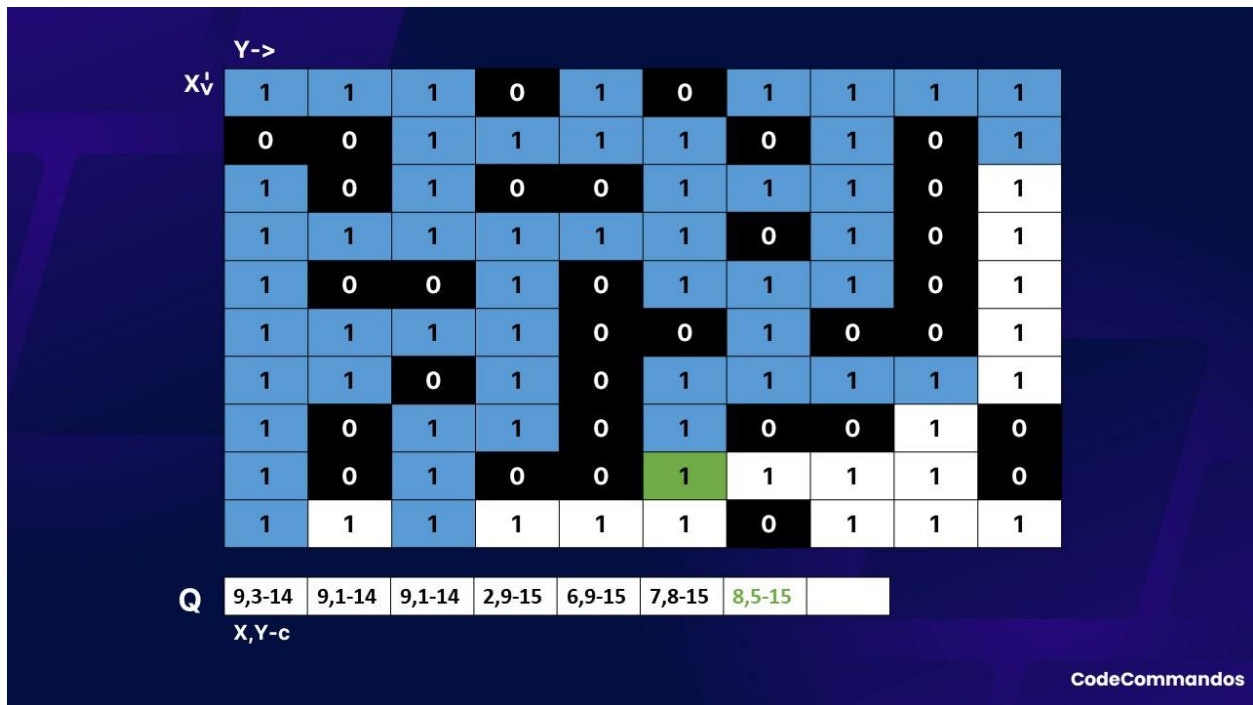 Y->
X
1 1 1 0 1 0 1 1 1 1
0 0 1 1 1 1 0 1 0 1
1 0 1 0 0 1 1 1 0 1
1 1 1 1 1 1 0 1 0 1
1 0 0 1 0 1 1 1 0 1
1 1 1 1 0 0 1 0 0 1
1 1 0 1 0 1 1 1 1 1
1 0 1 1 0 1 0 0 1 0
1 0 1 0 0 1 1 1 1 0
1 1 1 1 1 1 0 1 1 1
Q 9,3-14 9,1-14 9,1-14 2,9-15 6,9-15 7,8-15 8,5-15
X,Y-c
CodeCommandos